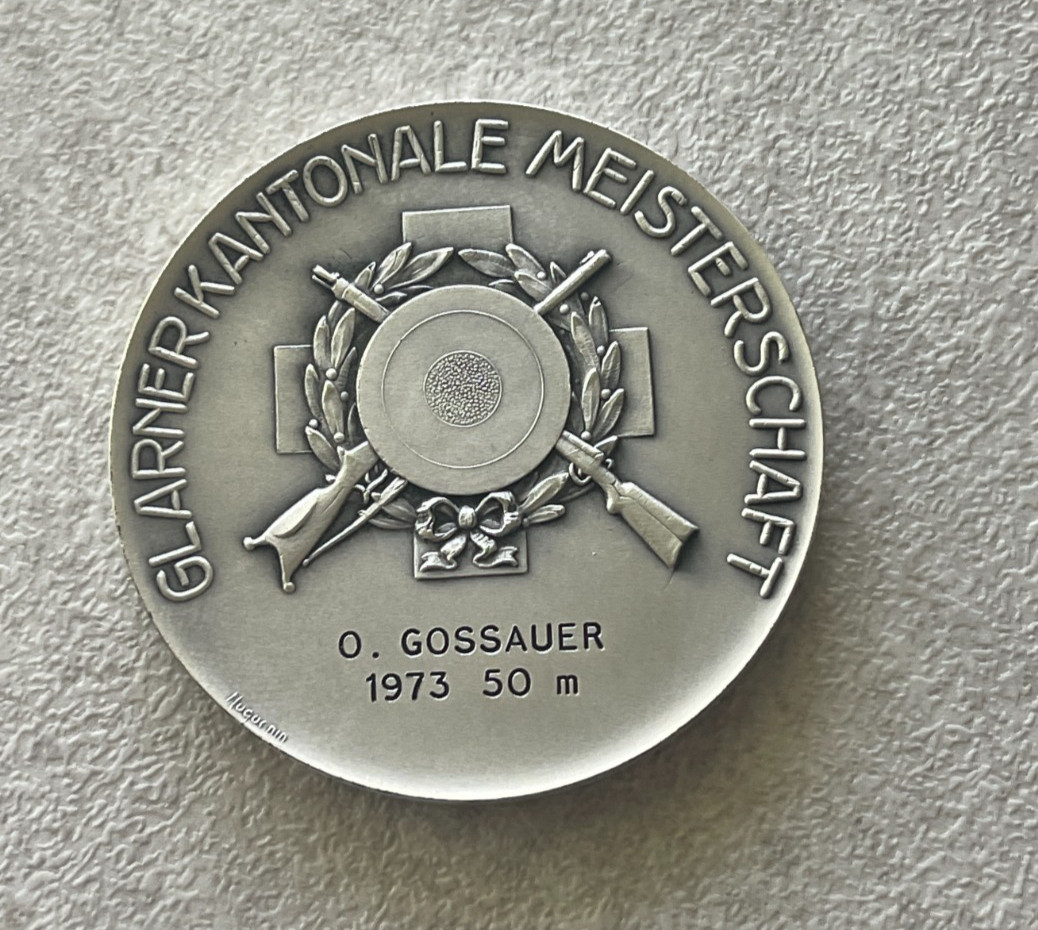 GLARNER KANTONALE MEISTERSCHAFT
O. GOSSAUER
1973 50 m
Huguenin